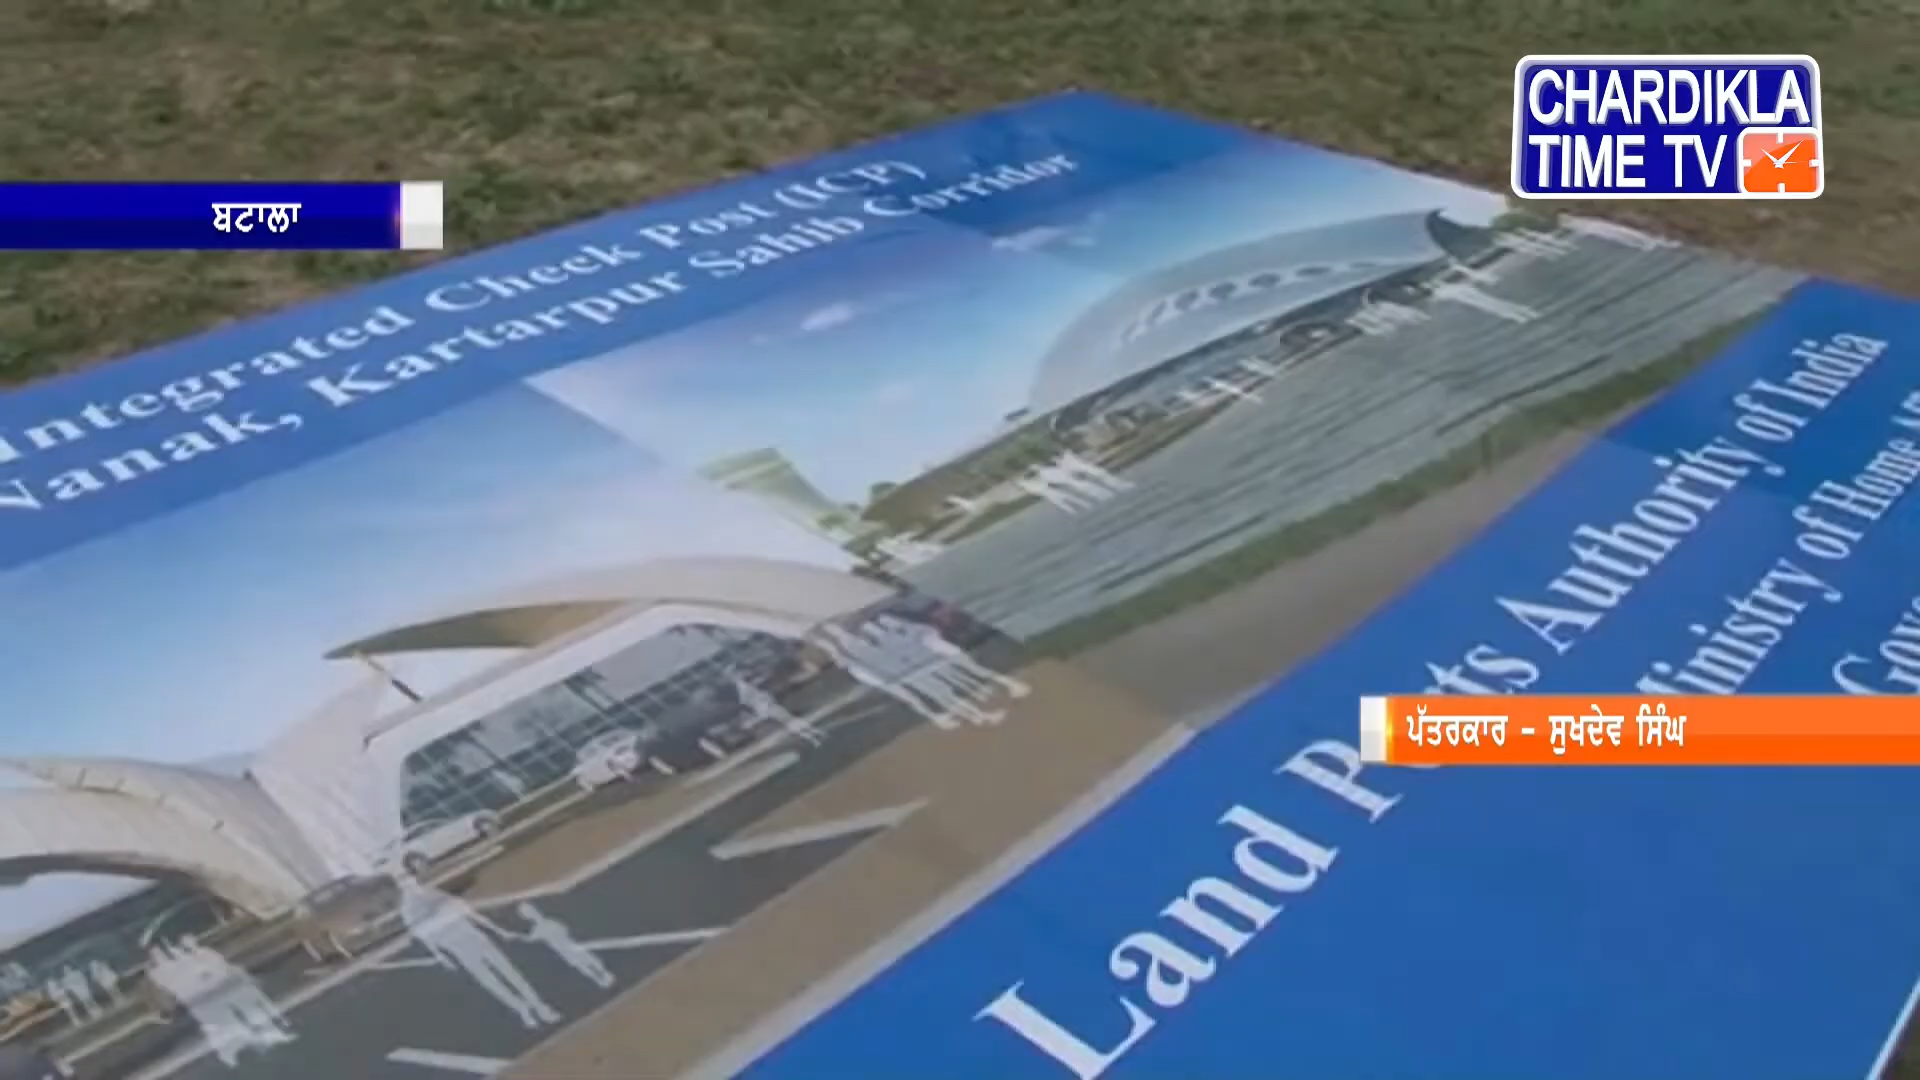 CHARDIKLA
TIME TV
ਬਟਾਲਾ
Integrated Check Post (ICP)
Nanak, Kartarpur Sahib Corridor
Land Ports Authority of India
Ministry of Home
ਪੱਤਰਕਾਰ - ਸੁਖਦੇਵ ਸਿੰਘ